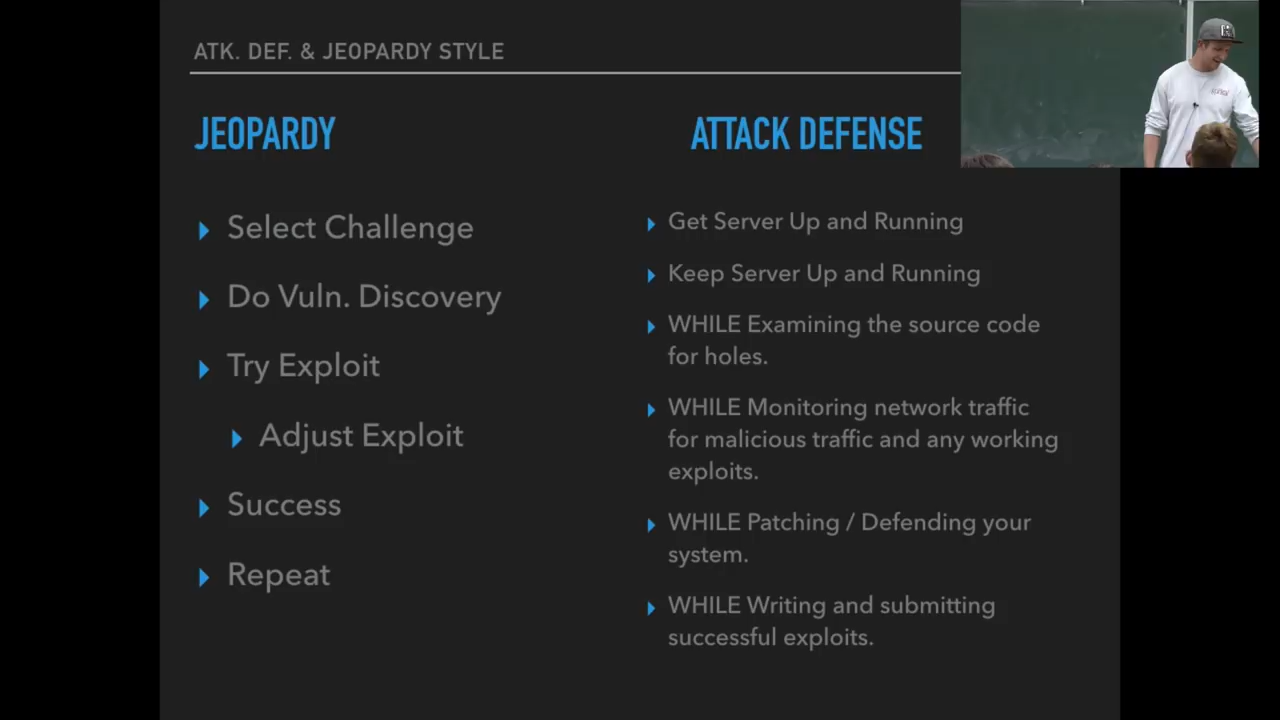 ATK. DEF. & JEOPARDY STYLE
JEOPARDY
Select Challenge
Do Vuln. Discovery
Try Exploit
Adjust Exploit
Success
Repeat
ATTACK DEFENSE
Get Server Up and Running
Keep Server Up and Running
WHILE Examining the source code
for holes.
WHILE Monitoring network traffic
for malicious traffic and any working
exploits.
WHILE Patching / Defending your
system.
WHILE Writing and submitting
successful exploits.